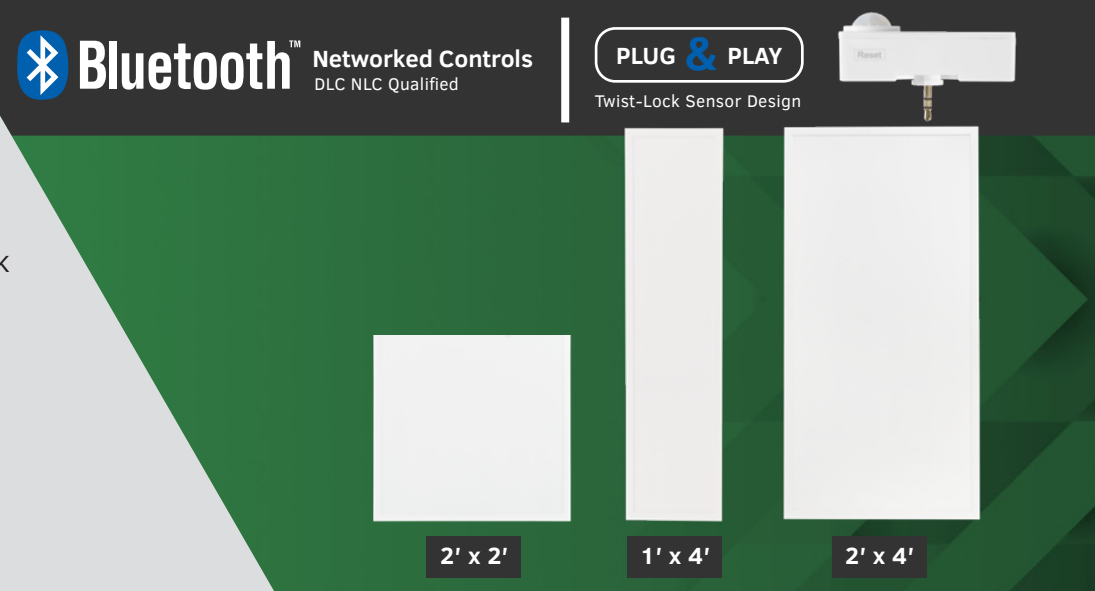 Bluetooth™ Networked Controls
DLC NLC Qualified
PLUG & PLAY
Twist-Lock Sensor Design
Reset
K
2' x 2'
1' x 4'
2' x 4'